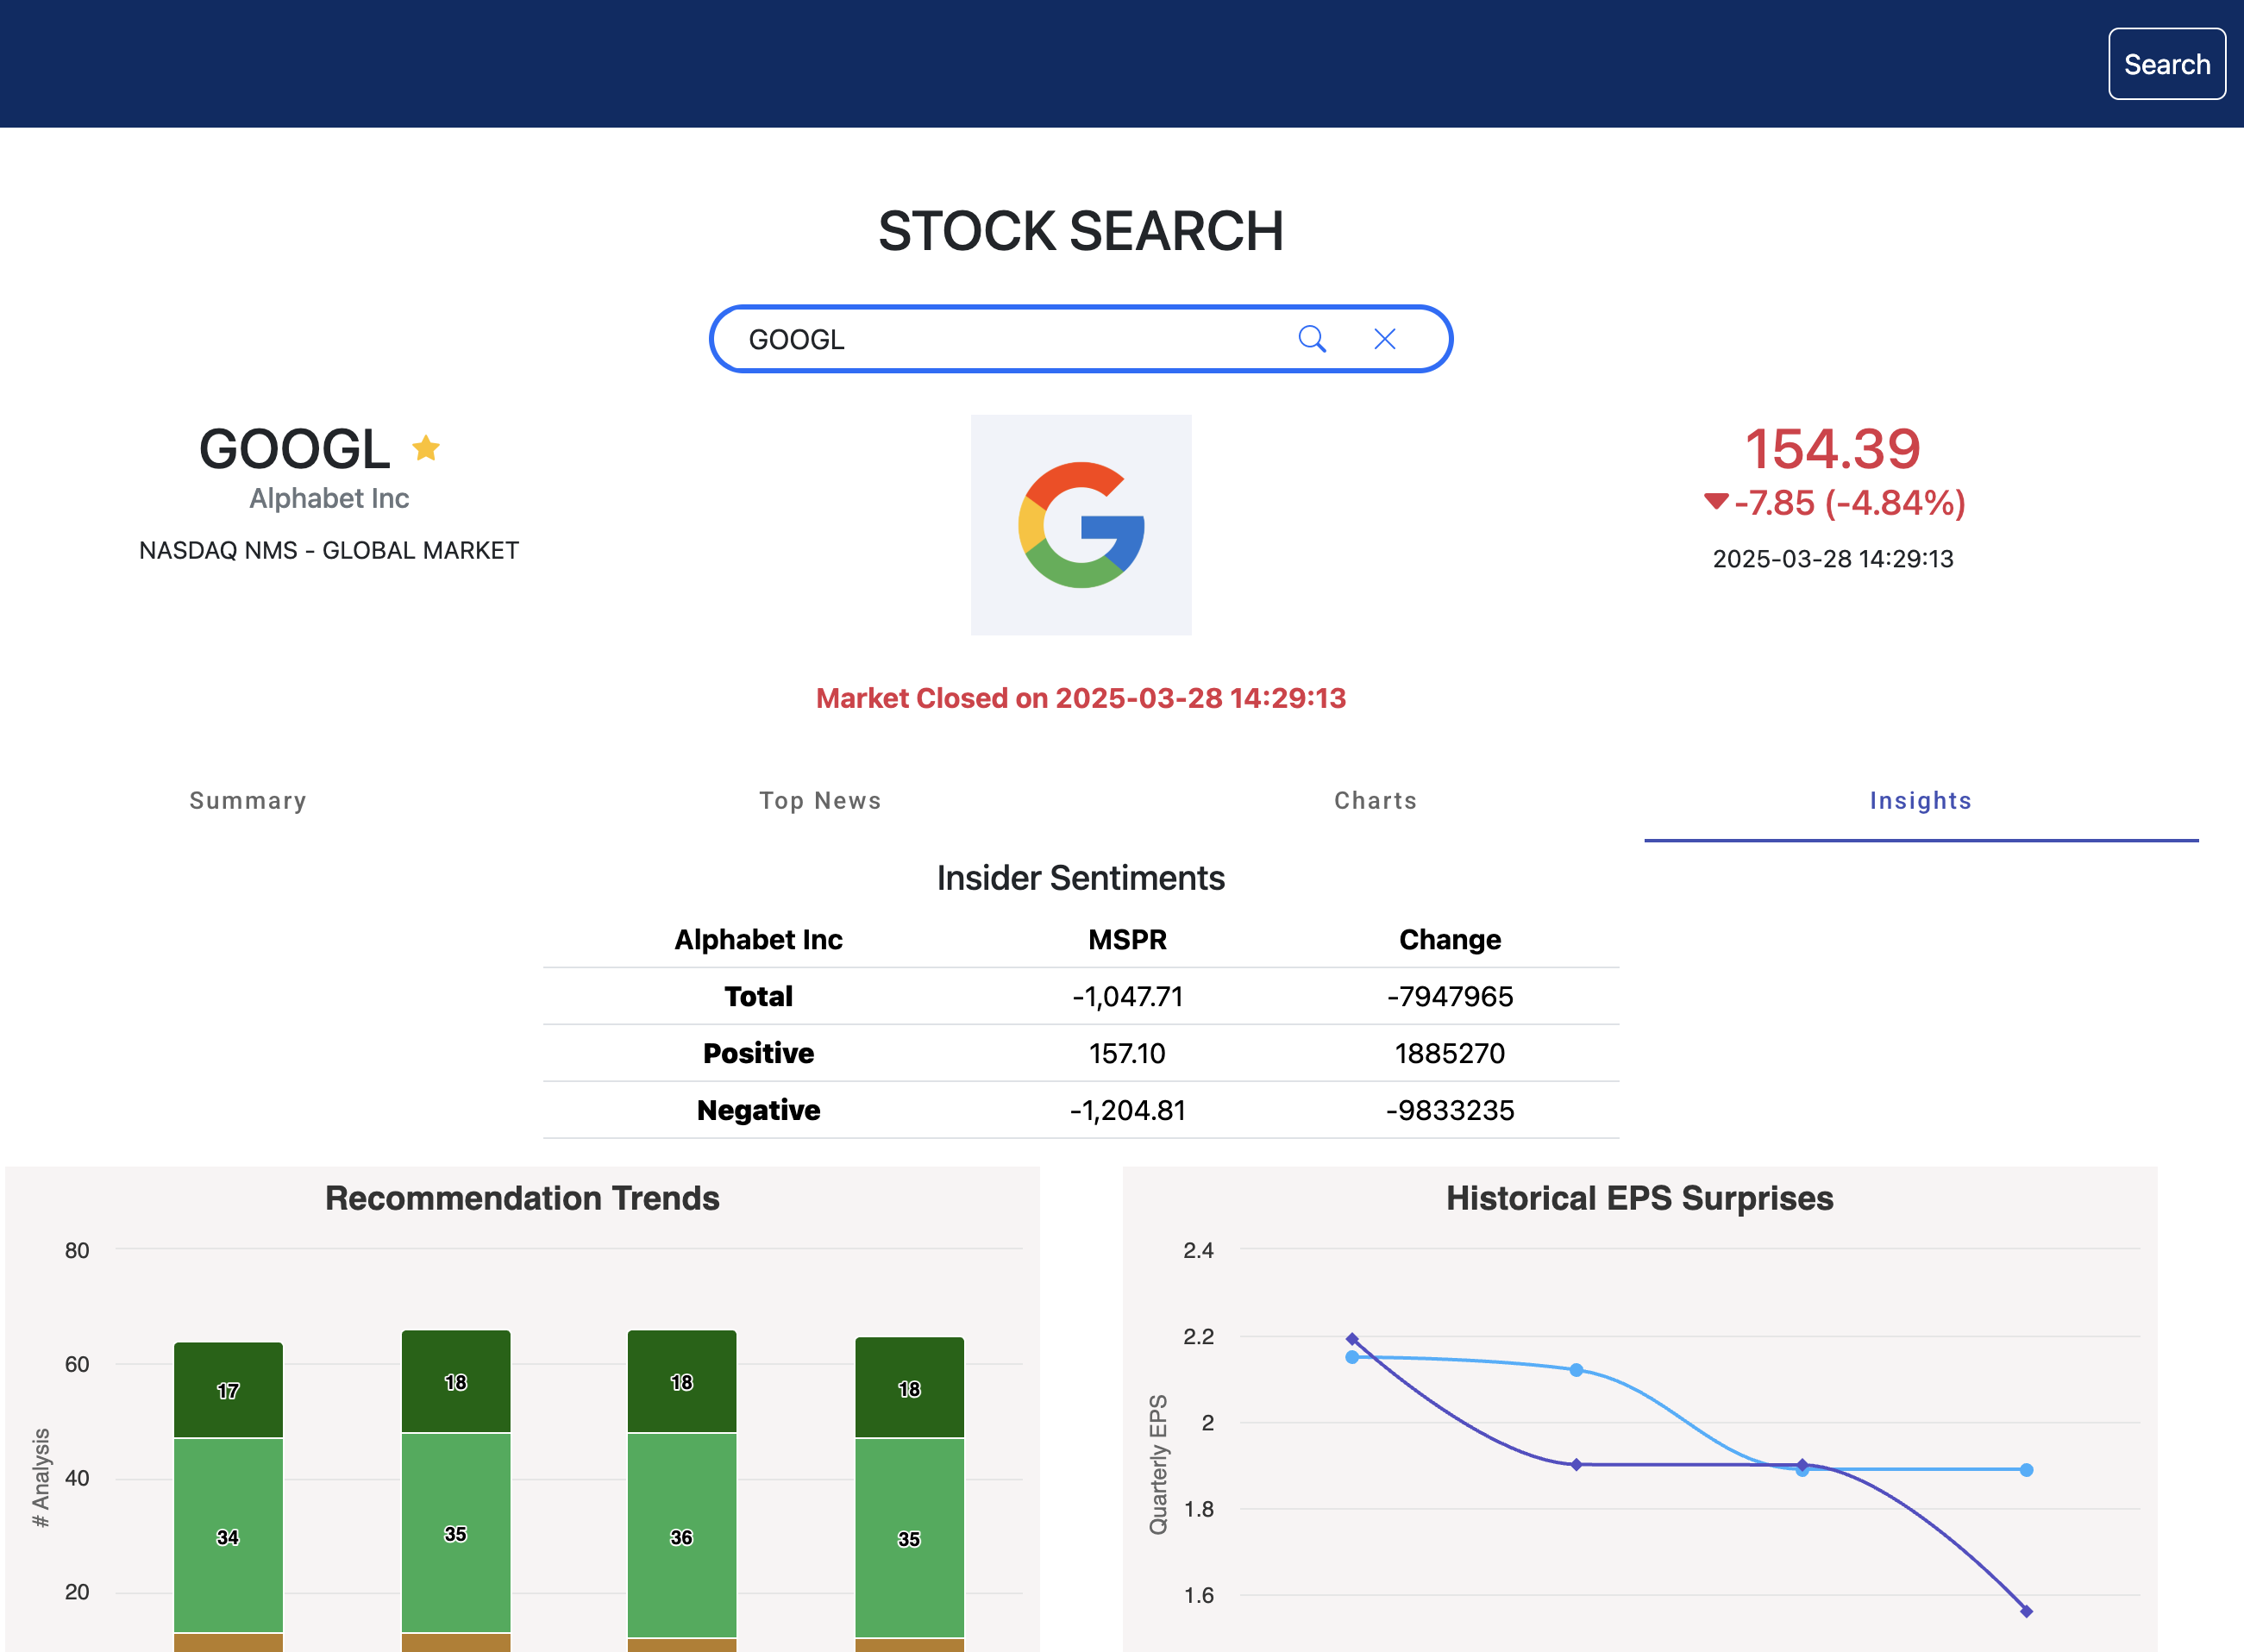 Search
STOCK SEARCH
GOOGL
GOOGL
Alphabet Inc
NASDAQ NMS - GLOBAL MARKET
154.39
-7.85 (-4.84%)
2025-03-28 14:29:13
Market Closed on 2025-03-28 14:29:13
Summary Top News Charts Insights
Insider Sentiments
Alphabet Inc MSPR Change
Total -1,047.71 -7947965
Positive 157.10 1885270
Negative -1,204.81 -9833235
Recommendation Trends
# Analysis
80
60
40
20
17 18 18 18
34 35 36 35
Historical EPS Surprises
Quarterly EPS
2.4
2.2
2
1.8
1.6